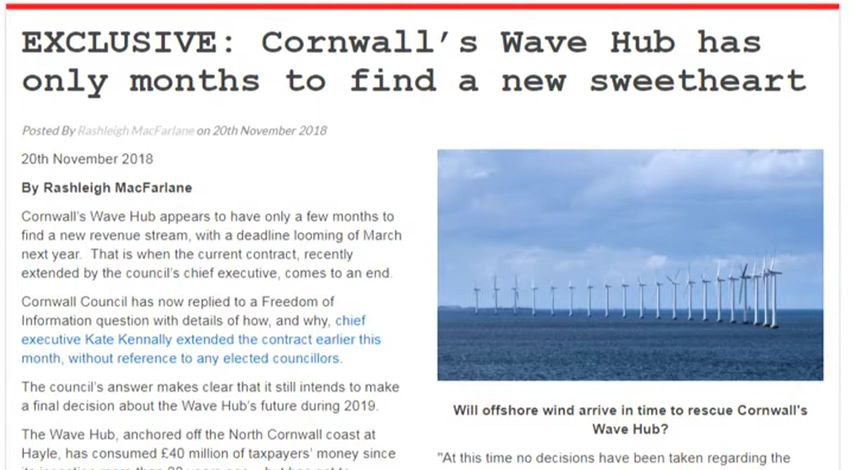 EXCLUSIVE: Cornwall's Wave Hub has
only months to find a new sweetheart
Posted By Rashleigh MacFarlane on 20th November 2018
20th November 2018
By Rashleigh MacFarlane
Cornwall's Wave Hub appears to have only a few months to
find a new revenue stream, with a deadline looming of March
next year.  That is when the current contract, recently
extended by the council's chief executive, comes to an end.
Cornwall Council has now replied to a Freedom of
Information question with details of how, and why, chief
executive Kate Kennally extended the contract earlier this
month, without reference to any elected councillors.
The council's answer makes clear that it still intends to make
a final decision about the Wave Hub's future during 2019.
The Wave Hub, anchored off the North Cornwall coast at
Hayle, has consumed £40 million of taxpayers' money since
Will offshore wind arrive in time to rescue Cornwall's
Wave Hub?
"At this time no decisions have been taken regarding the